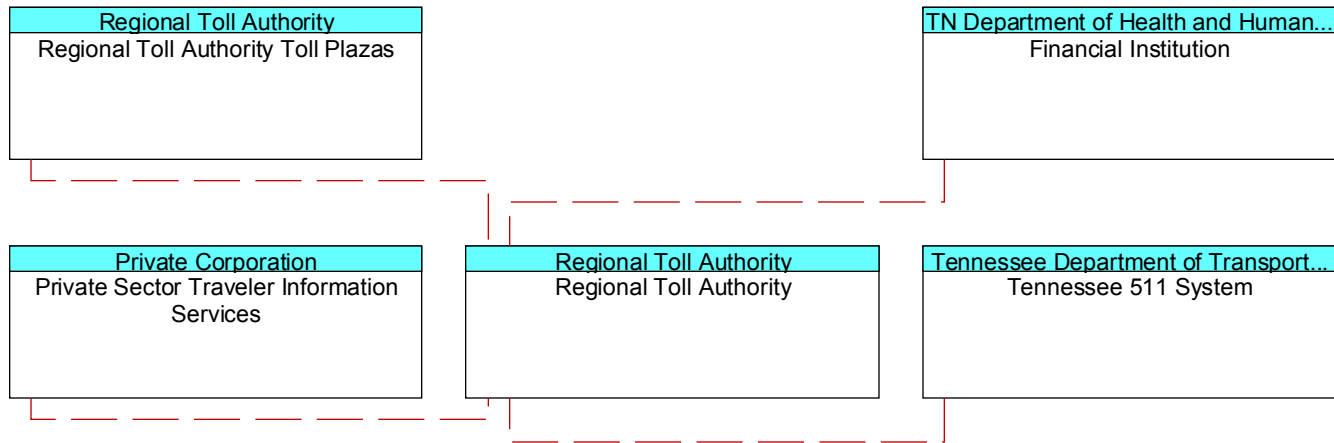 Regional Toll Authority
Regional Toll Authority Toll Plazas
TN Department of Health and Human...
Financial Institution
Private Corporation
Private Sector Traveler Information
Services
Regional Toll Authority
Regional Toll Authority
Tennessee Department of Transport...
Tennessee 511 System